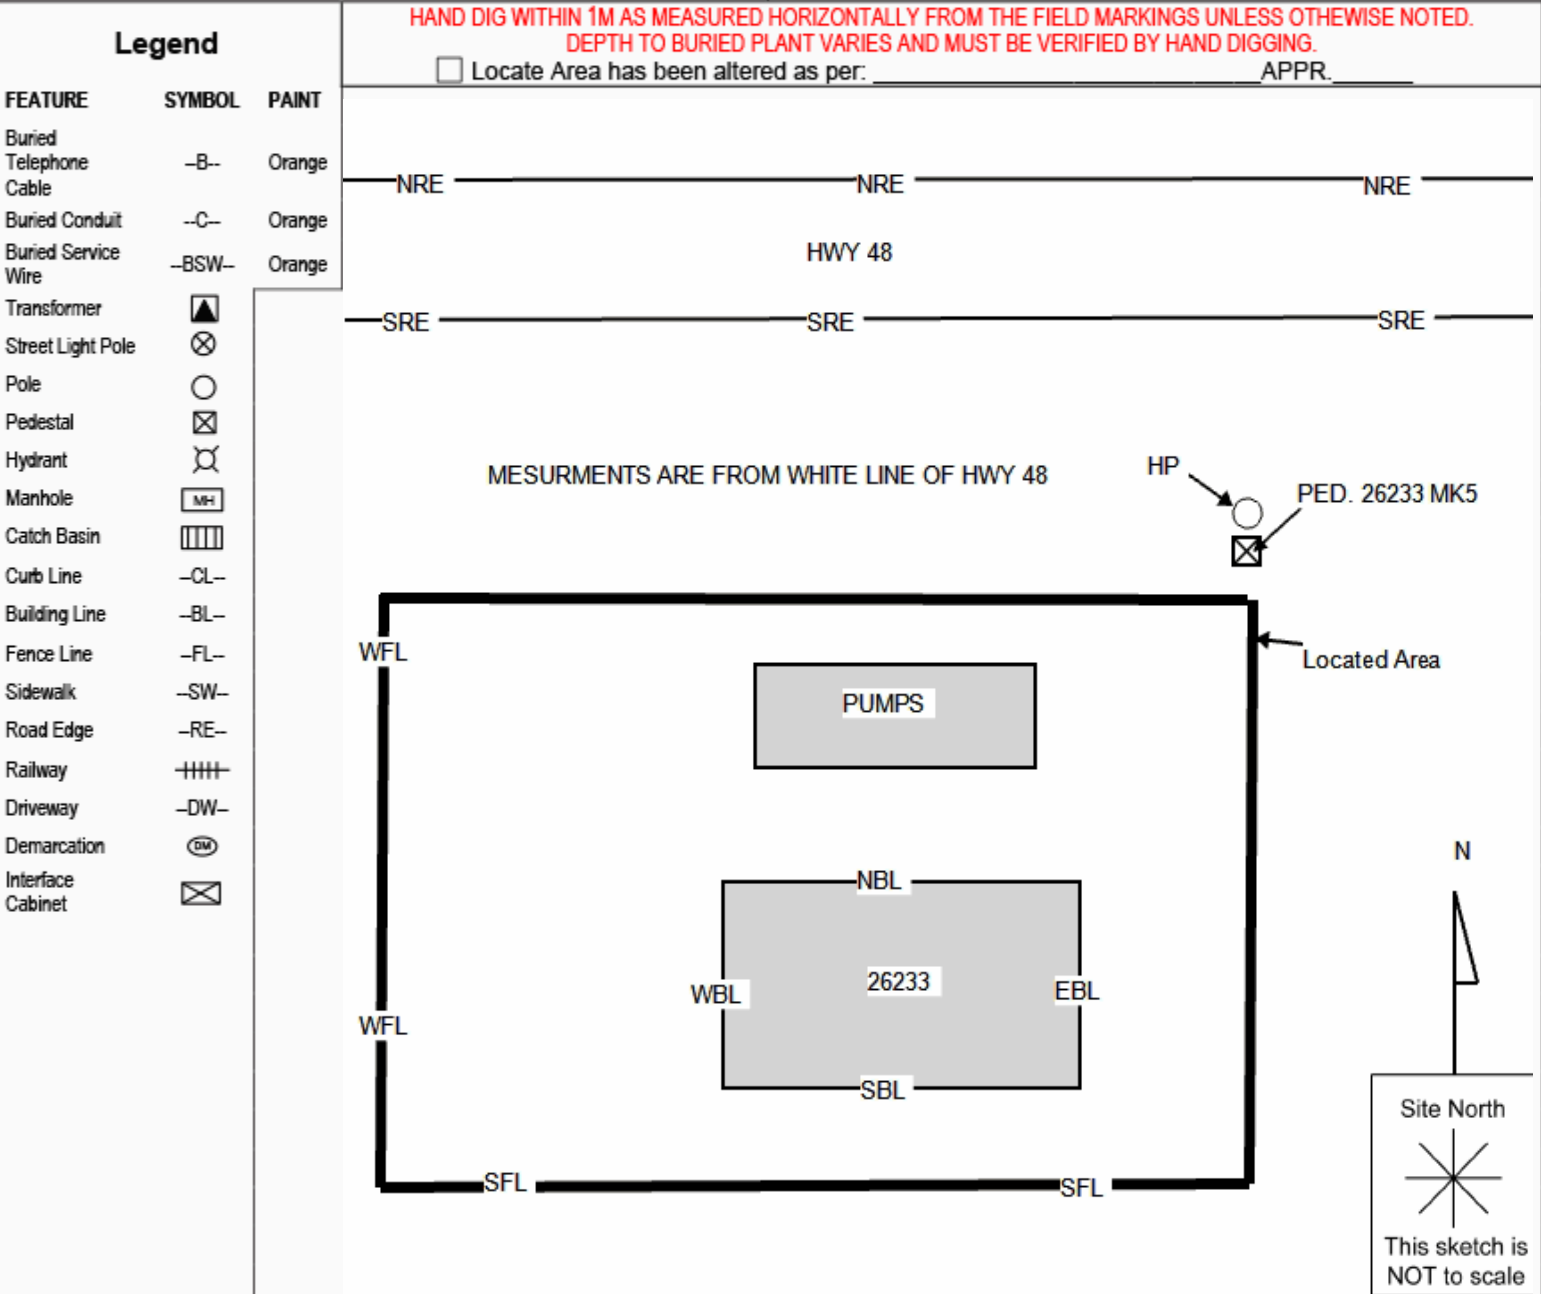 HAND DIG WITHIN 1M AS MEASURED HORIZONTALLY FROM THE FIELD MARKINGS UNLESS OTHEWISE NOTED.
DEPTH TO BURIED PLANT VARIES AND MUST BE VERIFIED BY HAND DIGGING.
Locate Area has been altered as per: ____________________________APPR.______
Legend
FEATURE SYMBOL PAINT
Buried
Telephone --B-- Orange
Cable
Buried Conduit --C-- Orange
Buried Service
Wire --BSW-- Orange
Transformer
Street Light Pole
Pole
Pedestal
Hydrant
Manhole MH
Catch Basin
Curb Line --CL--
Building Line --BL--
Fence Line --FL--
Sidewalk --SW--
Road Edge --RE--
Railway
Driveway --DW--
Demarcation DM
Interface
Cabinet
NRE NRE NRE
HWY 48
SRE SRE SRE
MESURMENTS ARE FROM WHITE LINE OF HWY 48
HP
PED. 26233 MK5
WFL
Located Area
PUMPS
N
NBL
WBL 26233 EBL
WFL
SBL
SFL SFL
Site North
This sketch is
NOT to scale